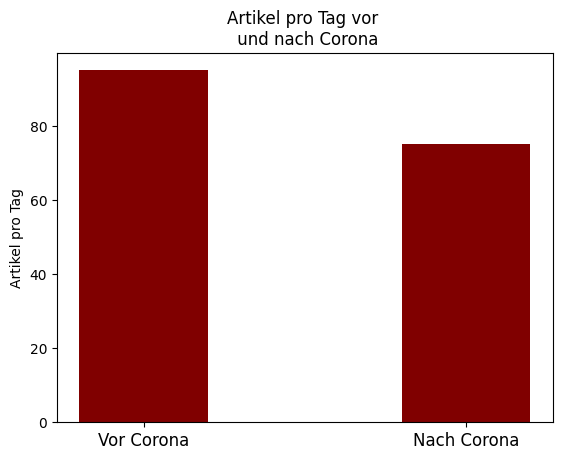 Artikel pro Tag vor
und nach Corona
Artikel pro Tag
80
60
40
20
0
Vor Corona
Nach Corona